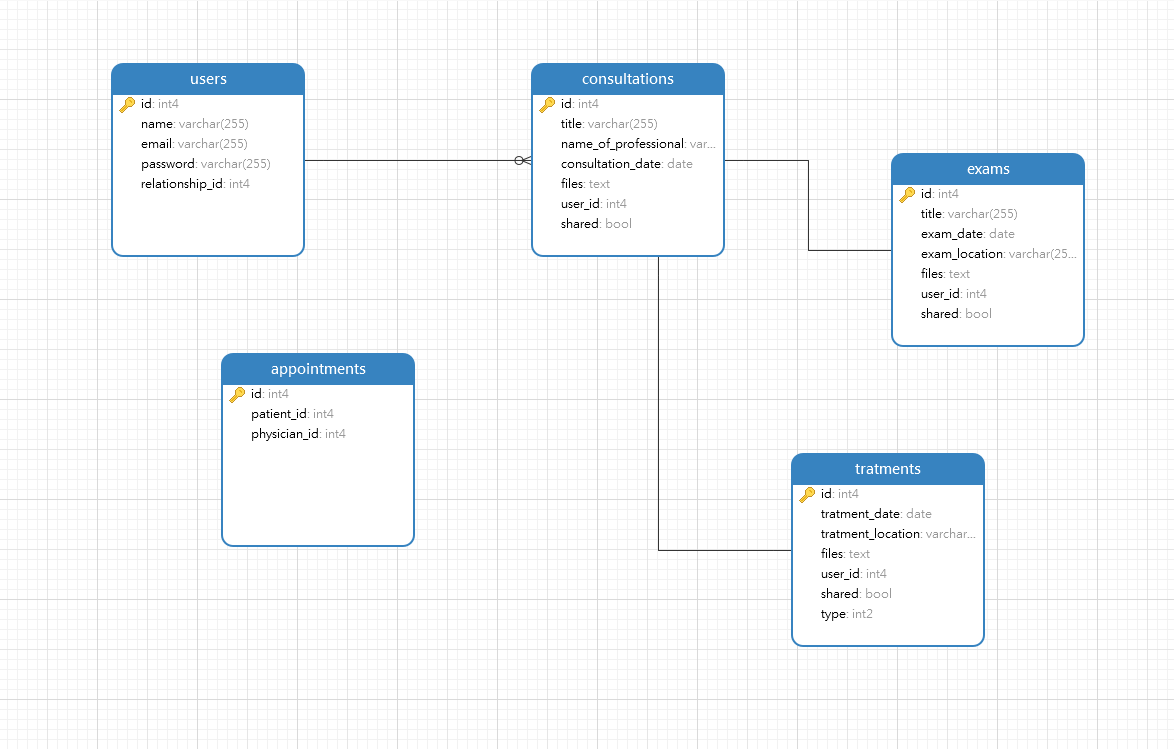 users
id: int4
name: varchar(255)
email: varchar(255)
password: varchar(255)
relationship_id: int4
consultations
id: int4
title: varchar(255)
name_of_professional: var...
consultation_date: date
files: text
user_id: int4
shared: bool
exams
id: int4
title: varchar(255)
exam_date: date
exam_location: varchar(25...
files: text
user_id: int4
shared: bool
appointments
id: int4
patient_id: int4
physician_id: int4
tratments
id: int4
tratment_date: date
tratment_location: varchar...
files: text
user_id: int4
shared: bool
type: int2